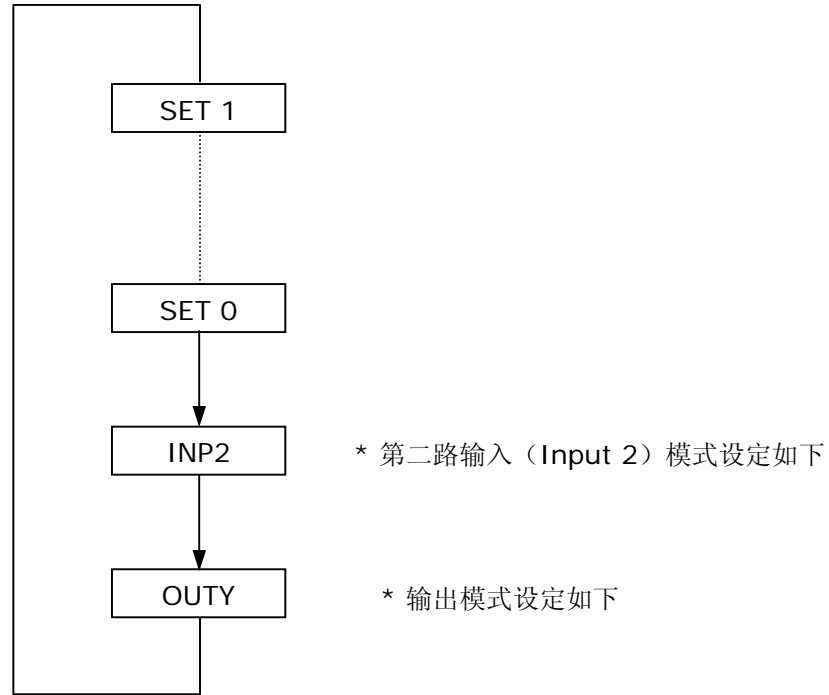 SET 1
SET 0
INP2
* 第二路输入（Input 2）模式设定如下
OUTY
* 输出模式设定如下